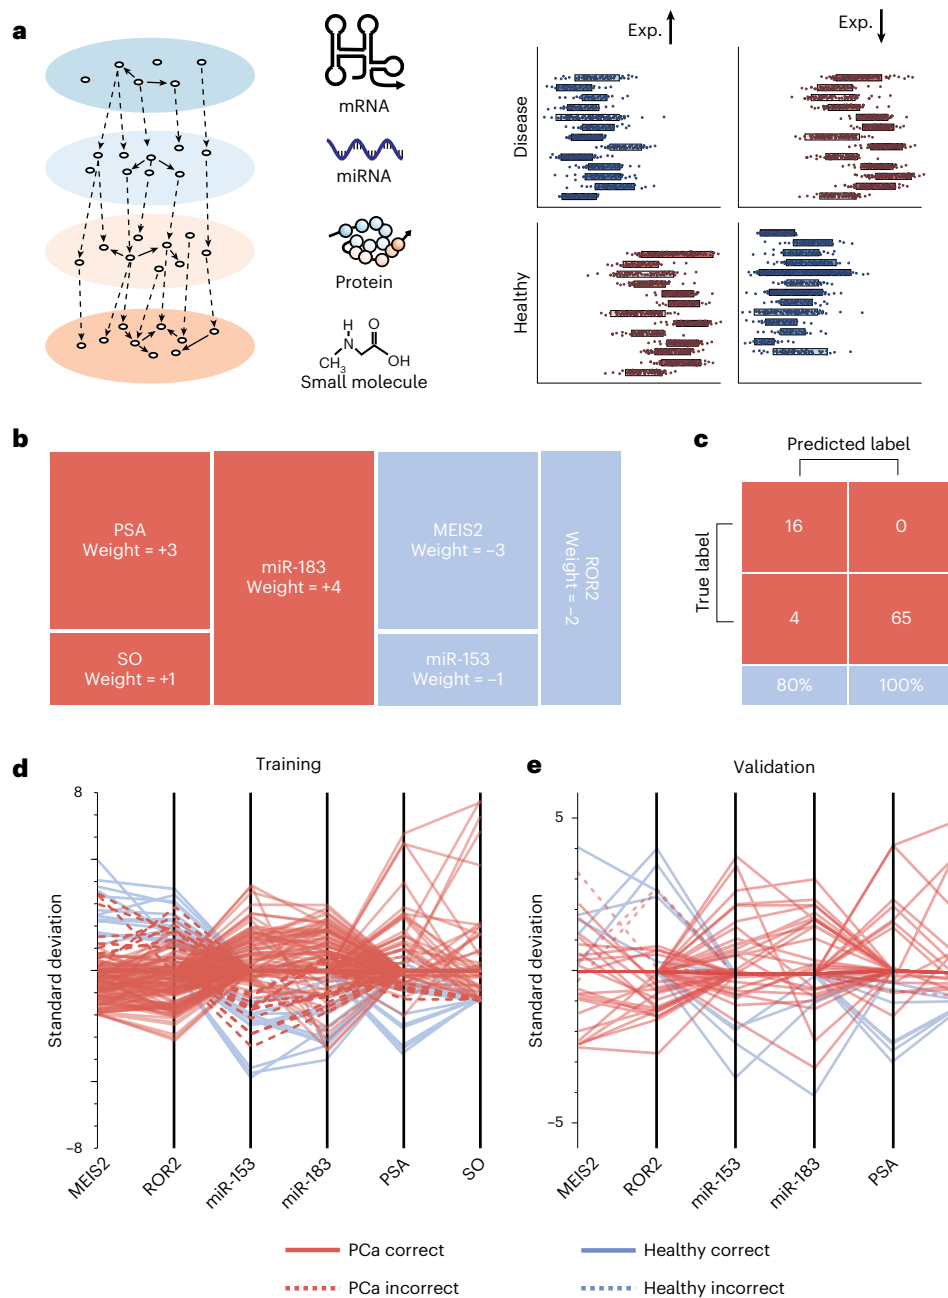 a
mRNA
miRNA
Protein
H
N
O
CH3
OH
Small molecule
Exp.
Exp.
Disease
Healthy
b
PSA
Weight = +3
SO
Weight = +1
miR-183
Weight = +4
MEIS2
Weight = −3
miR-153
Weight = −1
ROR2
Weight = −2
c
Predicted label
True label
16
0
4
65
80%
100%
d
Training
8
Standard deviation
−8
MEIS2
ROR2
miR-153
miR-183
PSA
SO
e
Validation
5
Standard deviation
−5
MEIS2
ROR2
miR-153
miR-183
PSA
PCa correct
Healthy correct
PCa incorrect
Healthy incorrect